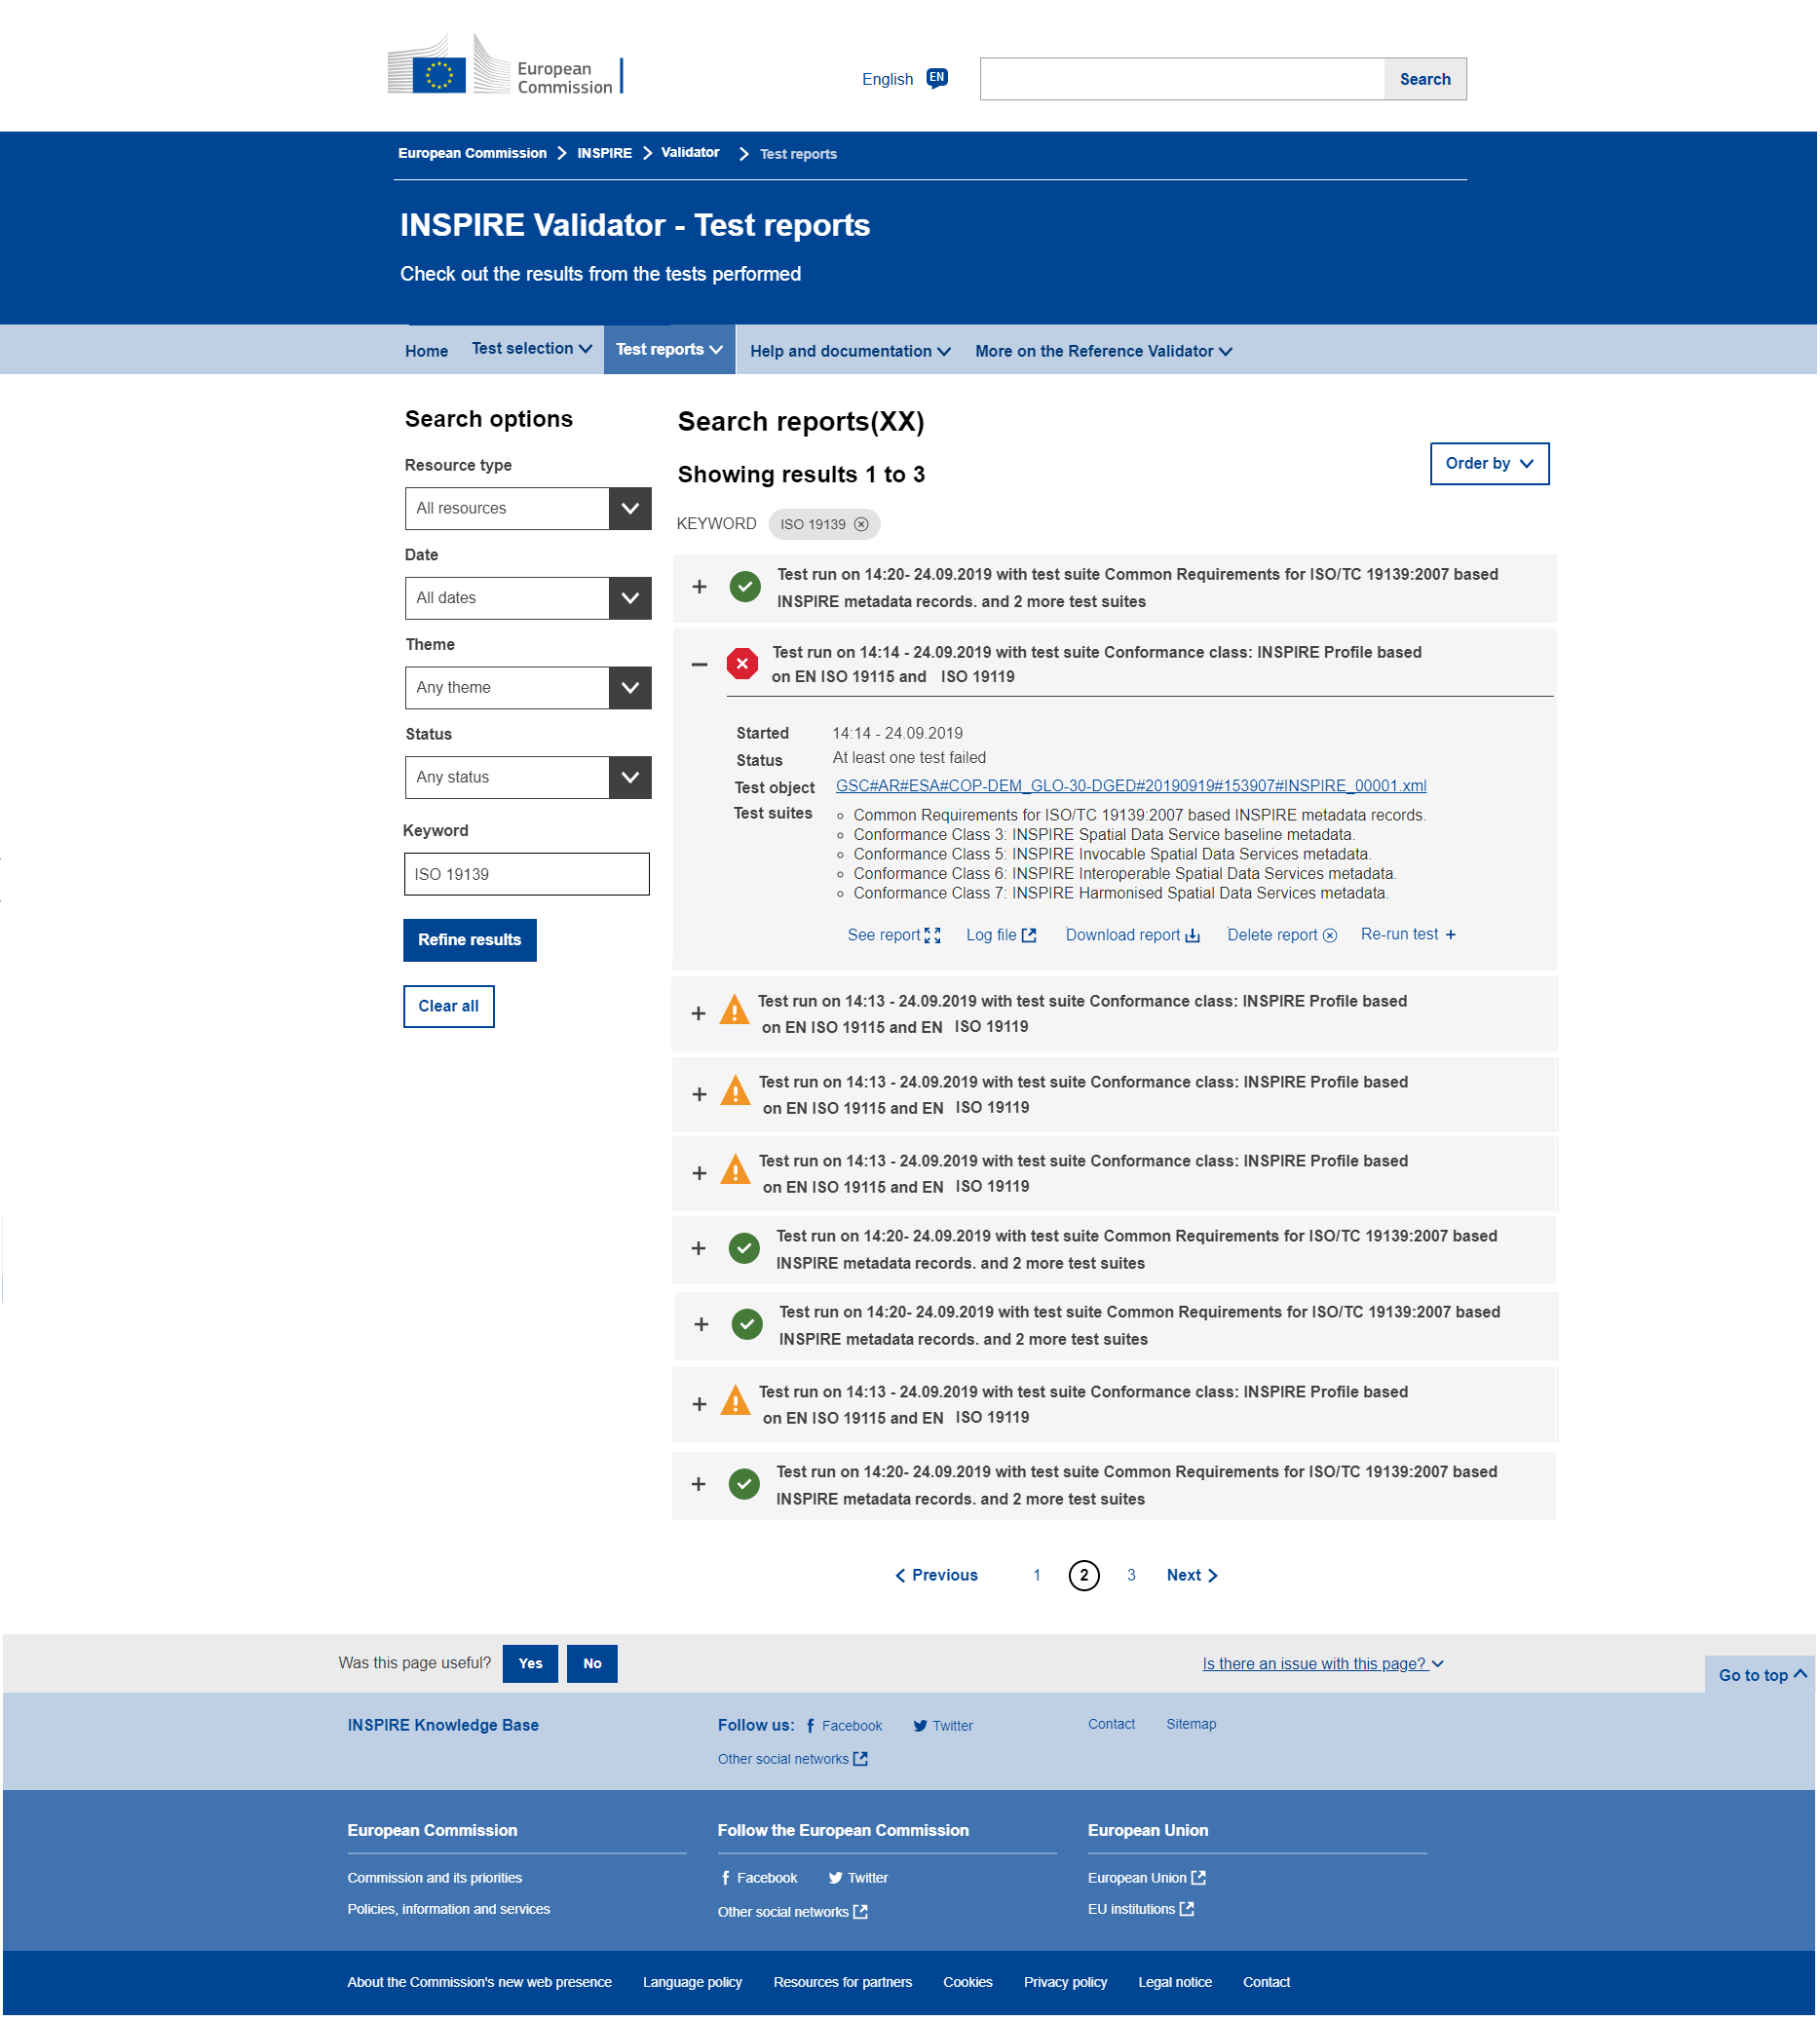 European
Commission
English EN
Search
European Commission INSPIRE Validator Test reports
INSPIRE Validator - Test reports
Check out the results from the tests performed
Home Test selection Test reports Help and documentation More on the Reference Validator
Search options
Resource type
All resources
Date
All dates
Theme
Any theme
Status
Any status
Keyword
ISO 19139
Refine results
Clear all
Search reports(XX)
Showing results 1 to 3
Order by
KEYWORD ISO 19139
Test run on 14:20- 24.09.2019 with test suite Common Requirements for ISO/TC 19139:2007 based
INSPIRE metadata records. and 2 more test suites
Test run on 14:14 - 24.09.2019 with test suite Conformance class: INSPIRE Profile based
on EN ISO 19115 and ISO 19119
Started 14:14 - 24.09.2019
Status At least one test failed
Test object GSC#AR#ESA#COP-DEM_GLO-30-DGED#20190919#153907#INSPIRE_00001.xml
Test suites Common Requirements for ISO/TC 19139:2007 based INSPIRE metadata records.
Conformance Class 3: INSPIRE Spatial Data Service baseline metadata.
Conformance Class 5: INSPIRE Invocable Spatial Data Services metadata.
Conformance Class 6: INSPIRE Interoperable Spatial Data Services metadata.
Conformance Class 7: INSPIRE Harmonised Spatial Data Services metadata.
See report Log file Download report Delete report Re-run test +
Test run on 14:13 - 24.09.2019 with test suite Conformance class: INSPIRE Profile based
on EN ISO 19115 and EN ISO 19119
Test run on 14:13 - 24.09.2019 with test suite Conformance class: INSPIRE Profile based
on EN ISO 19115 and EN ISO 19119
Test run on 14:13 - 24.09.2019 with test suite Conformance class: INSPIRE Profile based
on EN ISO 19115 and EN ISO 19119
Test run on 14:20- 24.09.2019 with test suite Common Requirements for ISO/TC 19139:2007 based
INSPIRE metadata records. and 2 more test suites
Test run on 14:20- 24.09.2019 with test suite Common Requirements for ISO/TC 19139:2007 based
INSPIRE metadata records. and 2 more test suites
Test run on 14:13 - 24.09.2019 with test suite Conformance class: INSPIRE Profile based
on EN ISO 19115 and EN ISO 19119
Test run on 14:20- 24.09.2019 with test suite Common Requirements for ISO/TC 19139:2007 based
INSPIRE metadata records. and 2 more test suites
Previous 1 2 3 Next
Was this page useful? Yes No Is there an issue with this page?
Go to top
INSPIRE Knowledge Base Follow us: Facebook Twitter Contact Sitemap
Other social networks
European Commission Follow the European Commission European Union
Commission and its priorities Facebook Twitter European Union
Policies, information and services Other social networks EU institutions
About the Commission's new web presence Language policy Resources for partners Cookies Privacy policy Legal notice Contact